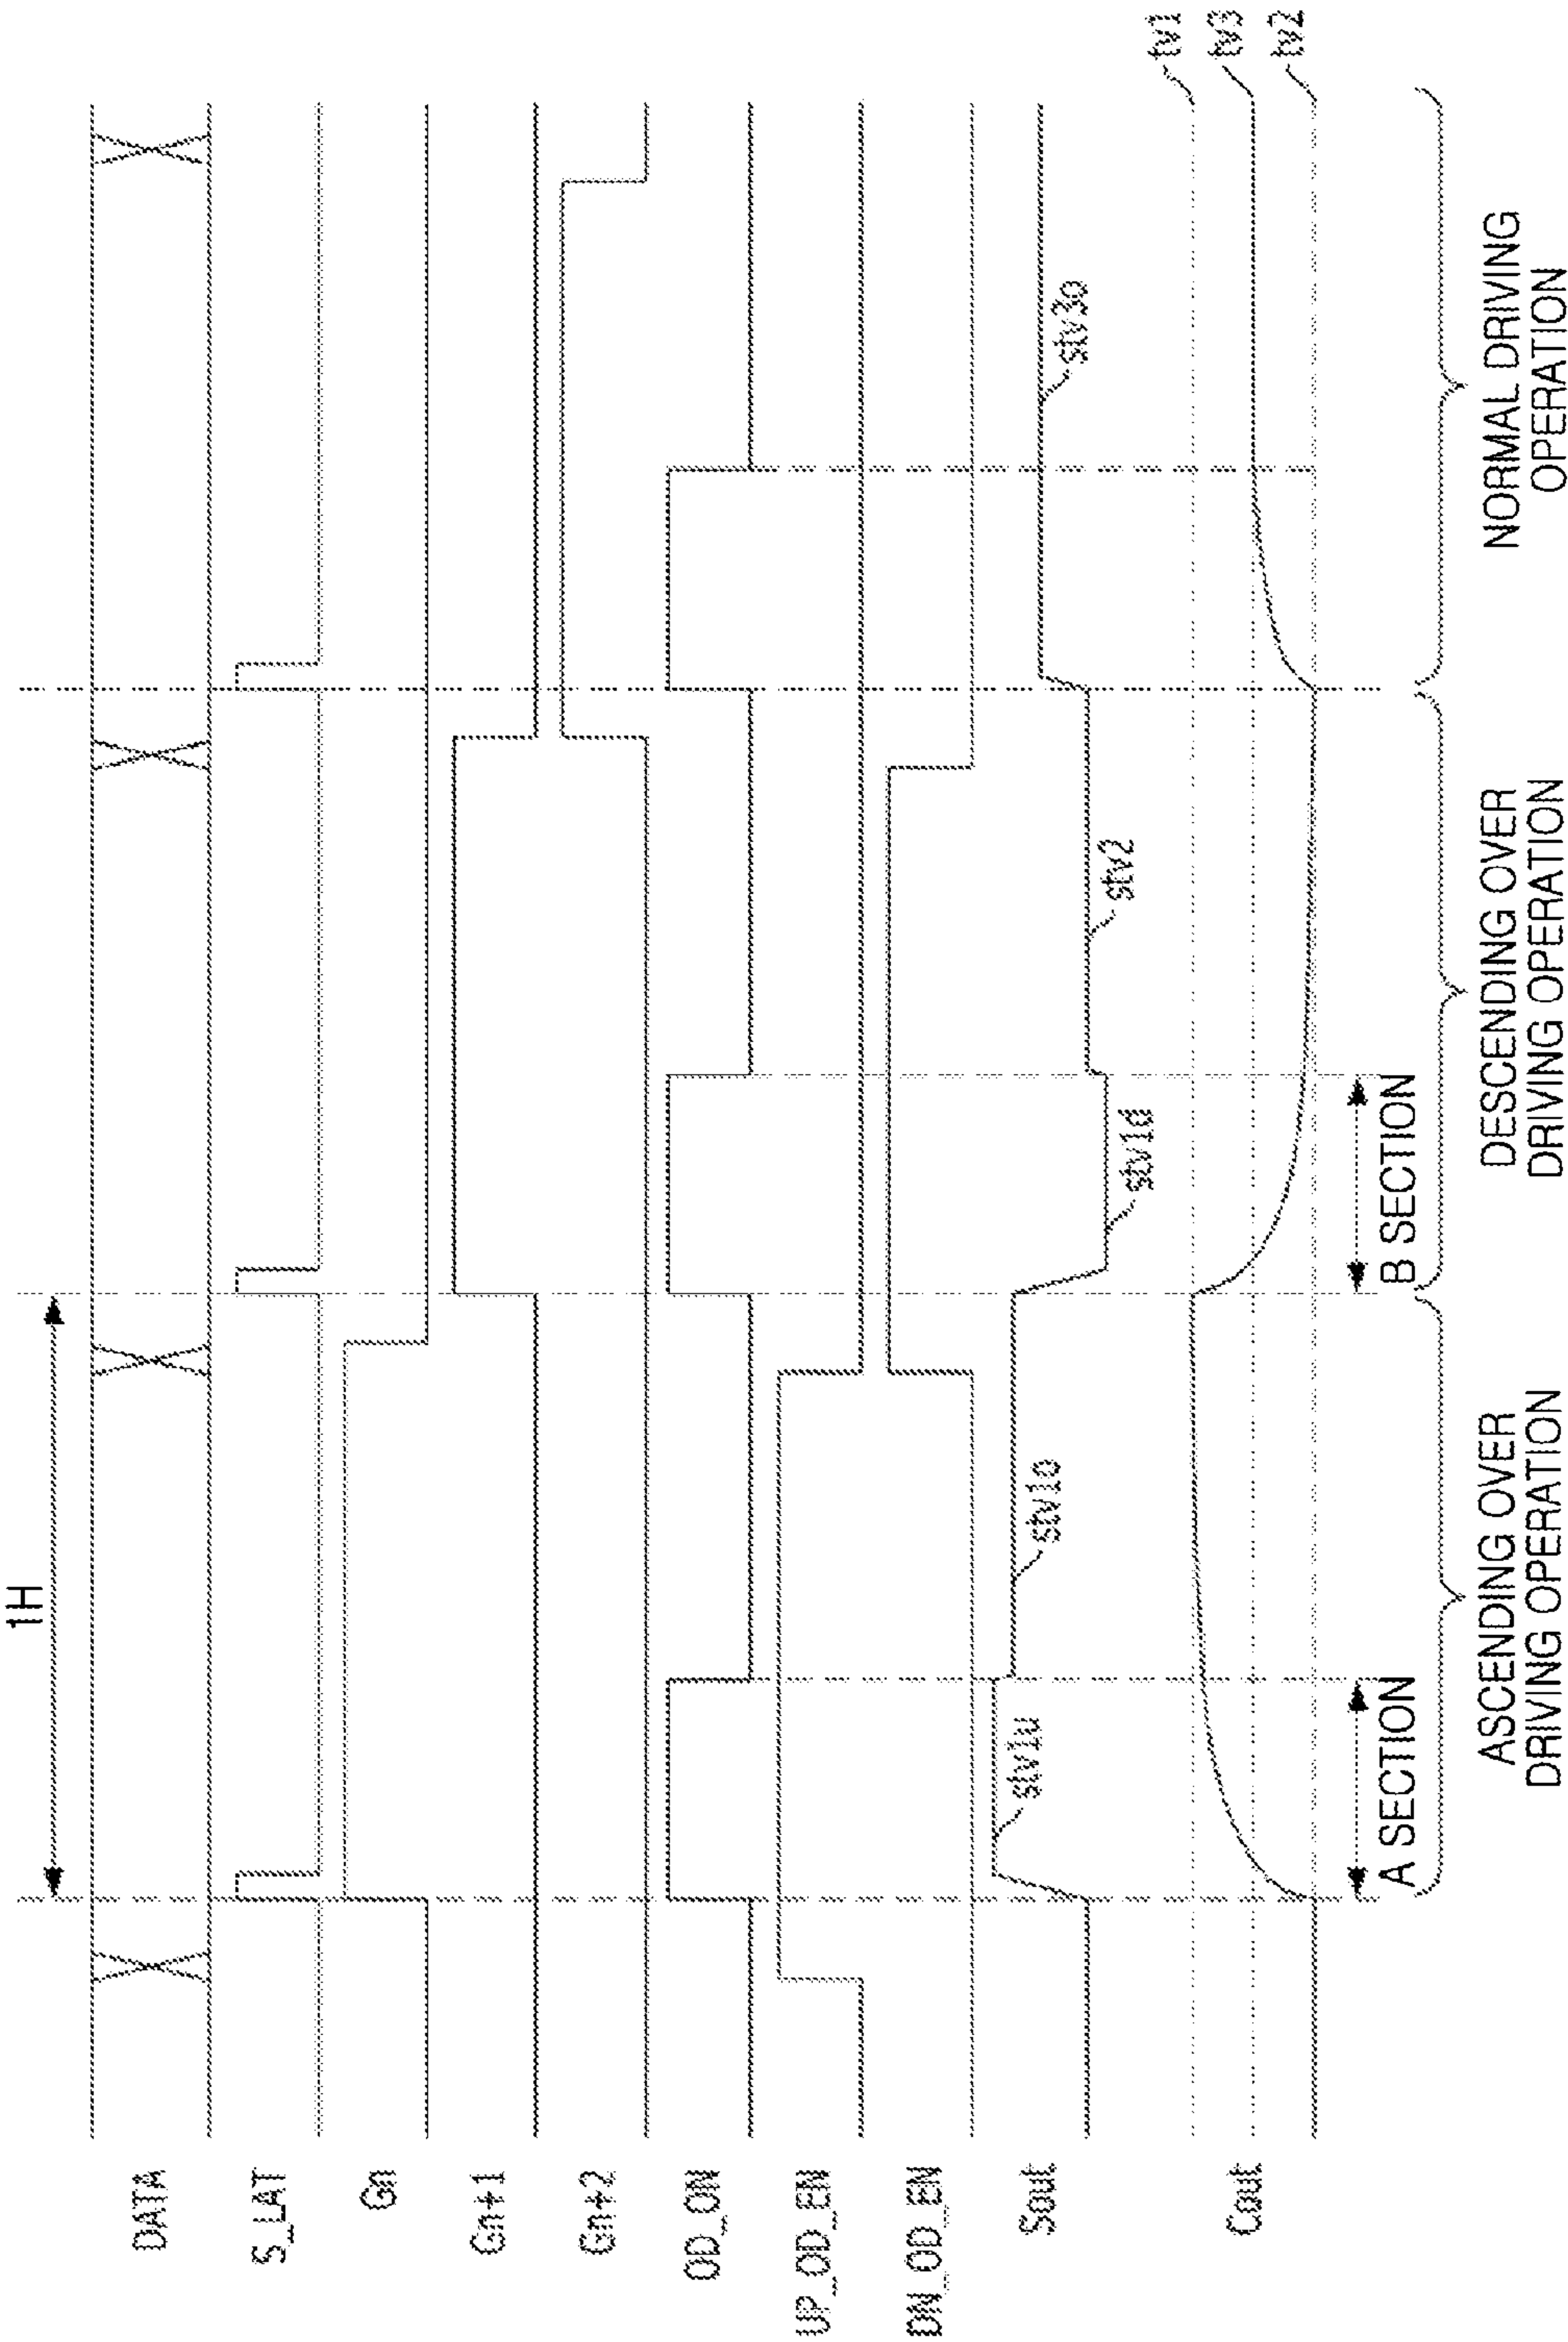 1H
DATA
S_LAT
Gn
Gn+1
Gn+2
OD_ON
UP_OD_EN
DN_OD_EN
Sout
stv1u
stv1o
stv1d
stv2
stv3o
Cout
tv1
tv3
tv2
A SECTION
B SECTION
ASCENDING OVER
DRIVING OPERATION
DESCENDING OVER
DRIVING OPERATION
NORMAL DRIVING
OPERATION